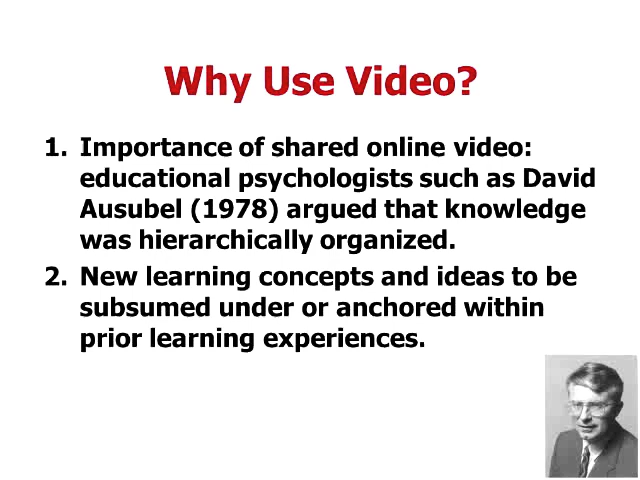 Why Use Video?
1. Importance of shared online video:
educational psychologists such as David
Ausubel (1978) argued that knowledge
was hierarchically organized.
2. New learning concepts and ideas to be
subsumed under or anchored within
prior learning experiences.